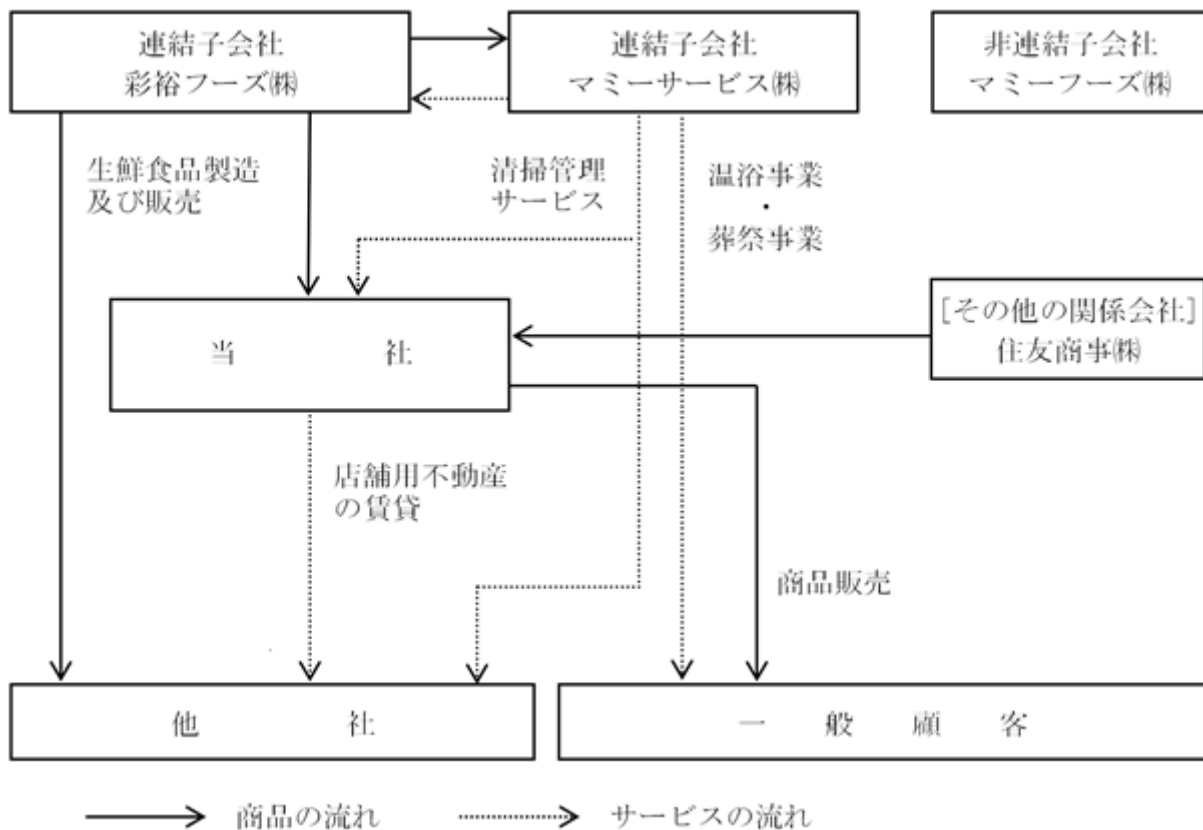 連結子会社
彩裕フーズ㈱
連結子会社
マミーサービス㈱
非連結子会社
マミーフーズ㈱
生鮮食品製造
及び販売
清掃管理
サービス
温浴事業
・
葬祭事業
当 社
[その他の関係会社]
住友商事㈱
店舗用不動産
の賃貸
商品販売
他 社
一 般 顧 客
商品の流れ
サービスの流れ